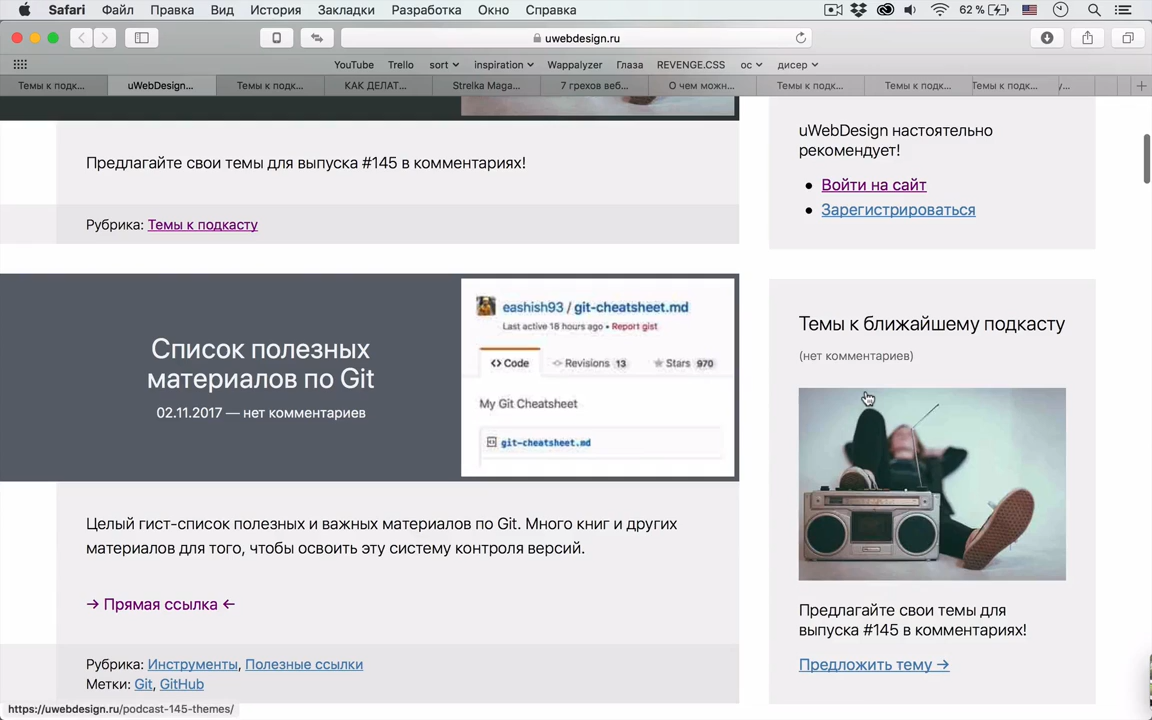 Safari Файл Правка Вид История Закладки Разработка Окно Справка 62 %
uwebdesign.ru
YouTube Trello sort inspiration Wappalyzer Глаза REVENGE.CSS ос дисер
Темы к подк... uWebDesign... Темы к подк... КАК ДЕЛАТ... Strelka Maga... 7 грехов веб... О чем можн... Темы к подк... Темы к подк... Темы к подк... у...
Предлагайте свои темы для выпуска #145 в комментариях!
Рубрика: Темы к подкасту
Список полезных
материалов по Git
02.11.2017 — нет комментариев
eashish93 / git-cheatsheet.md
Last active 18 hours ago • Report gist
<> Code Revisions 13 Stars 970
My Git Cheatsheet
git-cheatsheet.md
Целый гист-список полезных и важных материалов по Git. Много книг и других
материалов для того, чтобы освоить эту систему контроля версий.
→ Прямая ссылка ←
Рубрика: Инструменты, Полезные ссылки
Метки: Git, GitHub
https://uwebdesign.ru/podcast-145-themes/
uWebDesign настоятельно
рекомендует!
• Войти на сайт
• Зарегистрироваться
Темы к ближайшему подкасту
(нет комментариев)
Предлагайте свои темы для
выпуска #145 в комментариях!
Предложить тему →